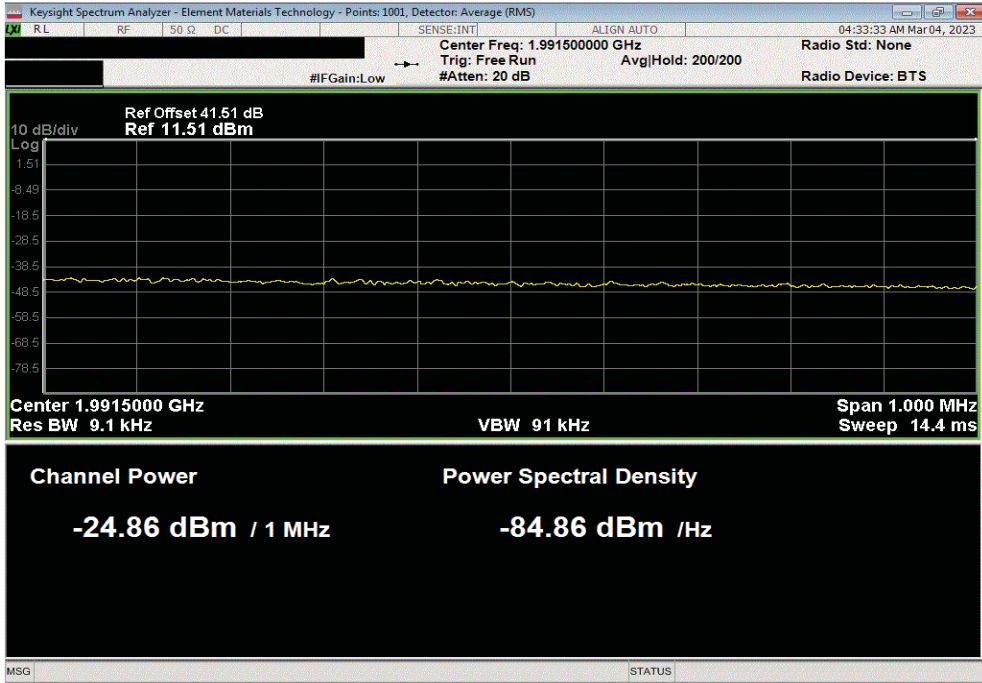 Keysight Spectrum Analyzer - Element Materials Technology - Points: 1001, Detector: Average (RMS)
LXI RL RF 50 Ω DC SENSE:INT ALIGN AUTO 04:33:33 AM Mar 04, 2023
Center Freq: 1.991500000 GHz Radio Std: None
Trig: Free Run Avg|Hold: 200/200
#IFGain:Low #Atten: 20 dB Radio Device: BTS
Ref Offset 41.51 dB
10 dB/div Ref 11.51 dBm
Log
1.51
-8.49
-18.5
-28.5
-38.5
-48.5
-58.5
-68.5
-78.5
Center 1.9915000 GHz Span 1.000 MHz
Res BW 9.1 kHz VBW 91 kHz Sweep 14.4 ms
Channel Power Power Spectral Density
-24.86 dBm / 1 MHz -84.86 dBm /Hz
MSG STATUS